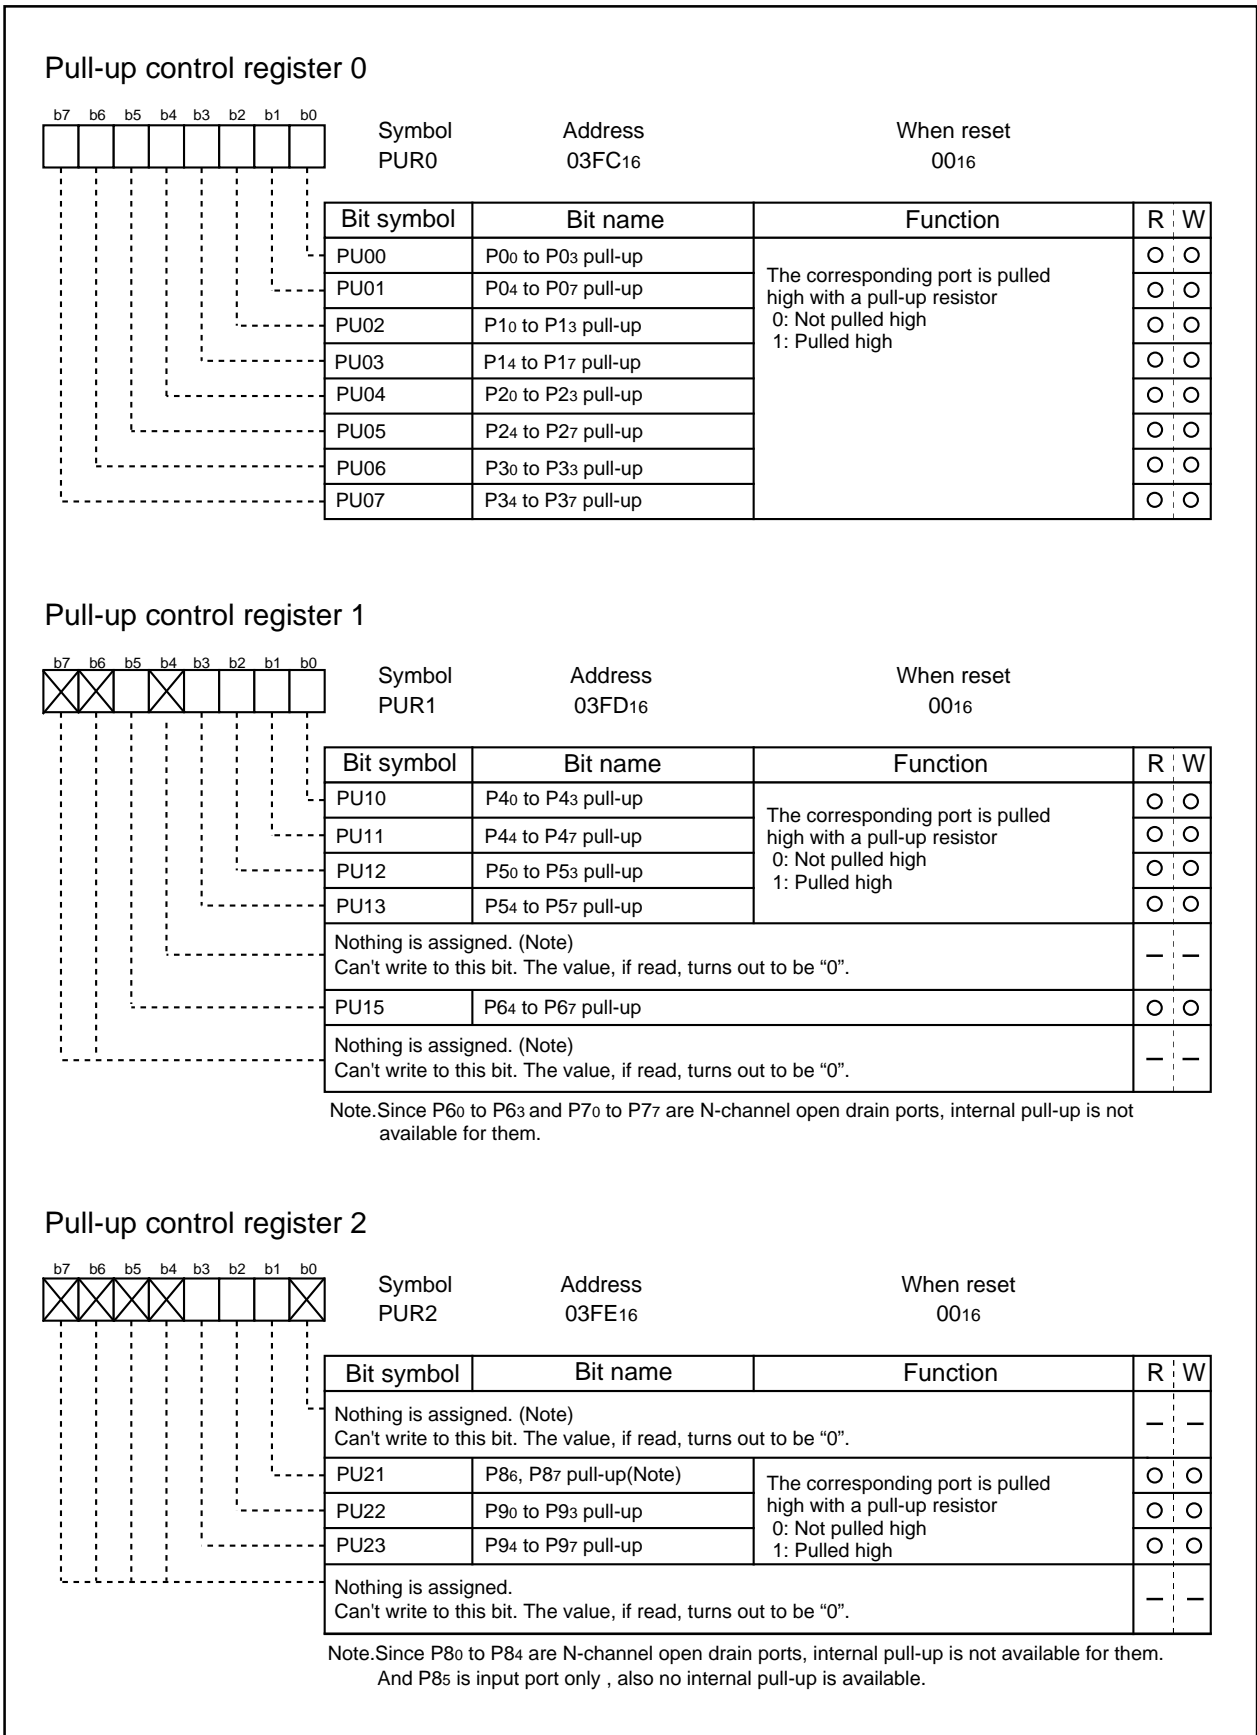 Pull-up control register 0
b7 b6 b5 b4 b3 b2 b1 b0
Symbol Address When reset
PUR0 03FC16 0016
Bit symbol Bit name Function R W
PU00 P00 to P03 pull-up
The corresponding port is pulled
high with a pull-up resistor
0: Not pulled high
1: Pulled high
PU01 P04 to P07 pull-up
PU02 P10 to P13 pull-up
PU03 P14 to P17 pull-up
PU04 P20 to P23 pull-up
PU05 P24 to P27 pull-up
PU06 P30 to P33 pull-up
PU07 P34 to P37 pull-up
Pull-up control register 1
b7 b6 b5 b4 b3 b2 b1 b0
Symbol Address When reset
PUR1 03FD16 0016
Bit symbol Bit name Function R W
PU10 P40 to P43 pull-up
The corresponding port is pulled
high with a pull-up resistor
0: Not pulled high
1: Pulled high
PU11 P44 to P47 pull-up
PU12 P50 to P53 pull-up
PU13 P54 to P57 pull-up
Nothing is assigned. (Note)
Can't write to this bit. The value, if read, turns out to be “0”.
PU15 P64 to P67 pull-up
Nothing is assigned. (Note)
Can't write to this bit. The value, if read, turns out to be “0”.
Note.Since P60 to P63 and P70 to P77 are N-channel open drain ports, internal pull-up is not
available for them.
Pull-up control register 2
b7 b6 b5 b4 b3 b2 b1 b0
Symbol Address When reset
PUR2 03FE16 0016
Bit symbol Bit name Function R W
Nothing is assigned. (Note)
Can't write to this bit. The value, if read, turns out to be “0”.
PU21 P86, P87 pull-up(Note)
The corresponding port is pulled
high with a pull-up resistor
0: Not pulled high
1: Pulled high
PU22 P90 to P93 pull-up
PU23 P94 to P97 pull-up
Nothing is assigned.
Can't write to this bit. The value, if read, turns out to be “0”.
Note.Since P80 to P84 are N-channel open drain ports, internal pull-up is not available for them.
And P85 is input port only , also no internal pull-up is available.